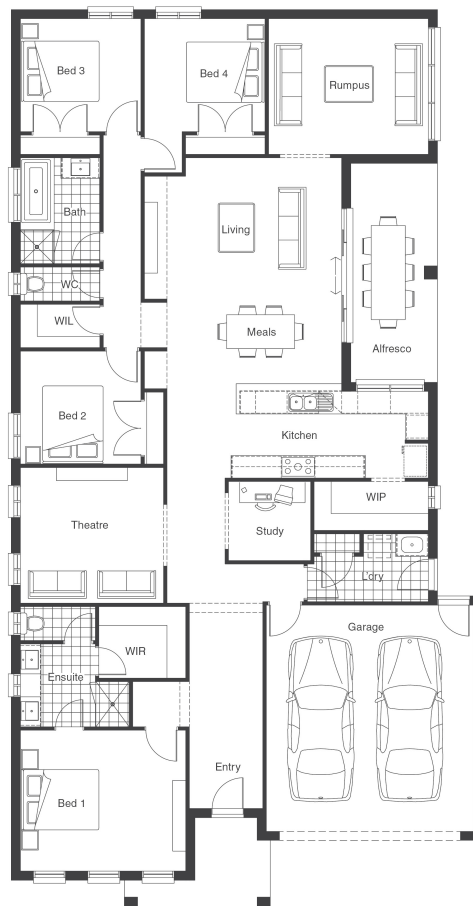 Bed 3
Bed 4
Rumpus
Bath
Living
WC
WIL
Meals
Alfresco
Bed 2
Kitchen
WIP
Theatre
Study
L'dry
Garage
WIR
Ensuite
Entry
Bed 1